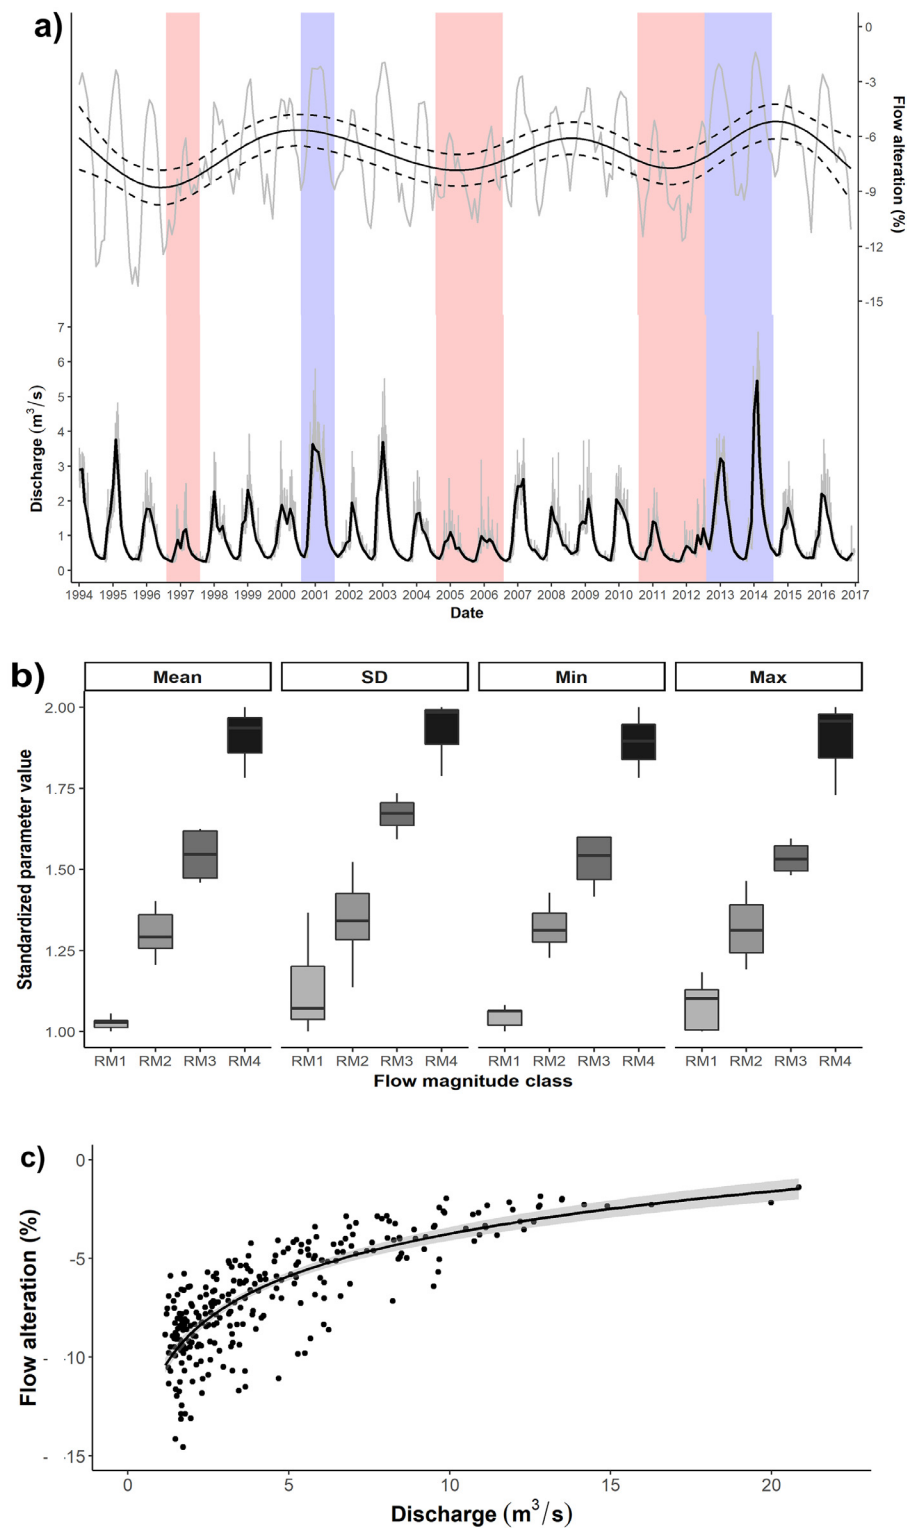 a)
0
-3
-6
-9
-12
-15
Flow alteration (%)
7
6
5
4
3
2
1
0
Discharge (m³/s)
1994 1995 1996 1997 1998 1999 2000 2001 2002 2003 2004 2005 2006 2007 2008 2009 2010 2011 2012 2013 2014 2015 2016 2017
Date
b)
Mean SD Min Max
2.00
1.75
1.50
1.25
1.00
Standardized parameter value
RM1 RM2 RM3 RM4 RM1 RM2 RM3 RM4 RM1 RM2 RM3 RM4 RM1 RM2 RM3 RM4
Flow magnitude class
c)
0
-5
- 10
- 15
Flow alteration (%)
0 5 10 15 20
Discharge (m³/s)